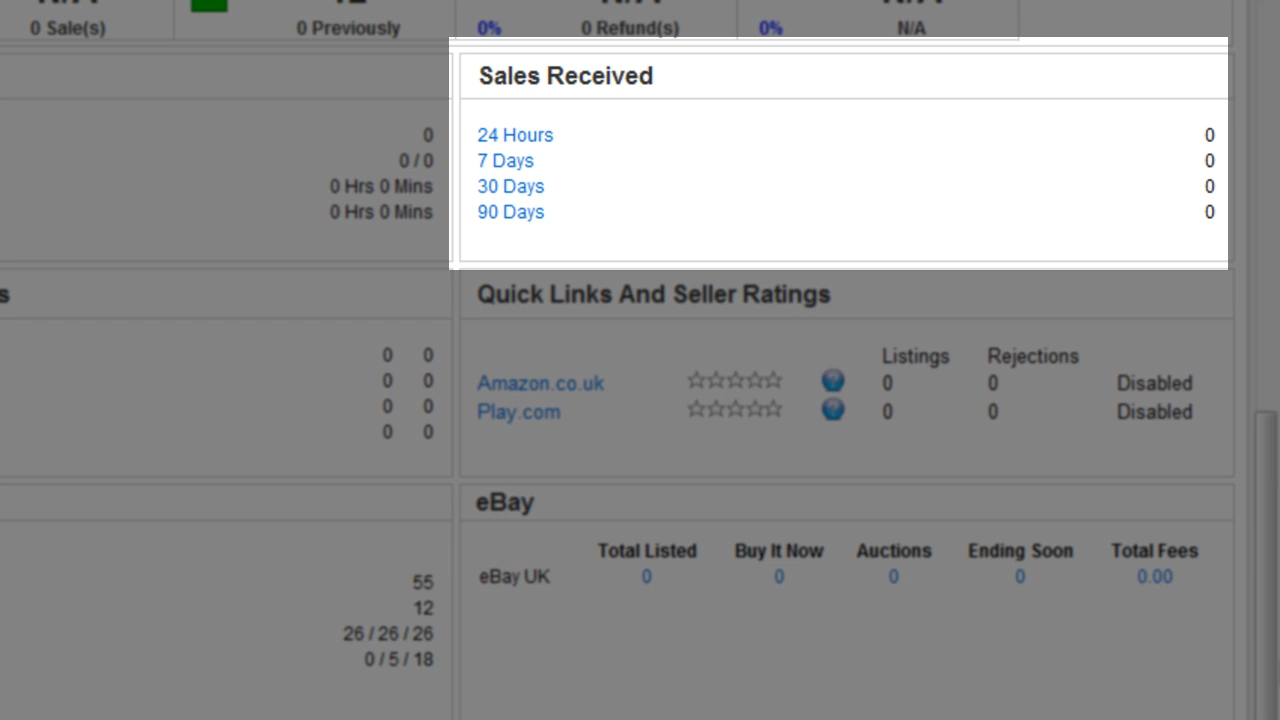 0 Sale(s) 0 Previously 0% 0 Refund(s) 0% N/A
Sales Received
0 24 Hours 0
0 / 0 7 Days 0
0 Hrs 0 Mins 30 Days 0
0 Hrs 0 Mins 90 Days 0
s Quick Links And Seller Ratings
0 0 Listings Rejections
0 0 Amazon.co.uk 0 0 Disabled
0 0 Play.com 0 0 Disabled
0 0
eBay
Total Listed Buy It Now Auctions Ending Soon Total Fees
55 eBay UK 0 0 0 0 0.00
12
26 / 26 / 26
0 / 5 / 18